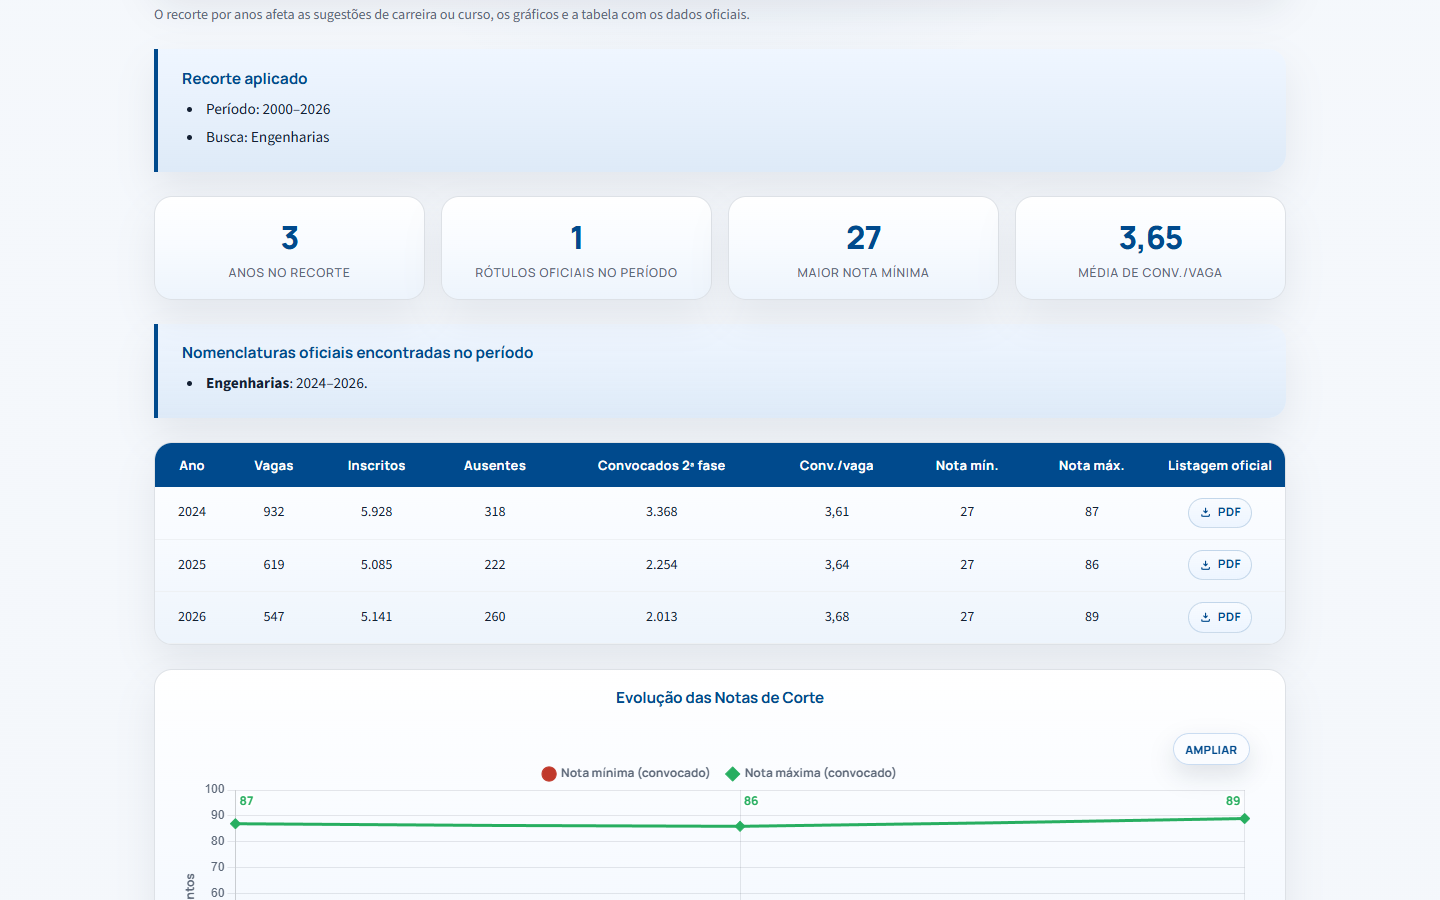 O recorte por anos afeta as sugestões de carreira ou curso, os gráficos e a tabela com os dados oficiais.
Recorte aplicado
• Período: 2000–2026
• Busca: Engenharias
3
ANOS NO RECORTE
1
RÓTULOS OFICIAIS NO PERÍODO
27
MAIOR NOTA MÍNIMA
3,65
MÉDIA DE CONV./VAGA
Nomenclaturas oficiais encontradas no período
• Engenharias: 2024–2026.
Ano Vagas Inscritos Ausentes Convocados 2ª fase Conv./vaga Nota mín. Nota máx. Listagem oficial
2024 932 5.928 318 3.368 3,61 27 87 PDF
2025 619 5.085 222 2.254 3,64 27 86 PDF
2026 547 5.141 260 2.013 3,68 27 89 PDF
Evolução das Notas de Corte
AMPLIAR
Nota mínima (convocado) Nota máxima (convocado)
100
87 86 89
90
80
70
60
ntos